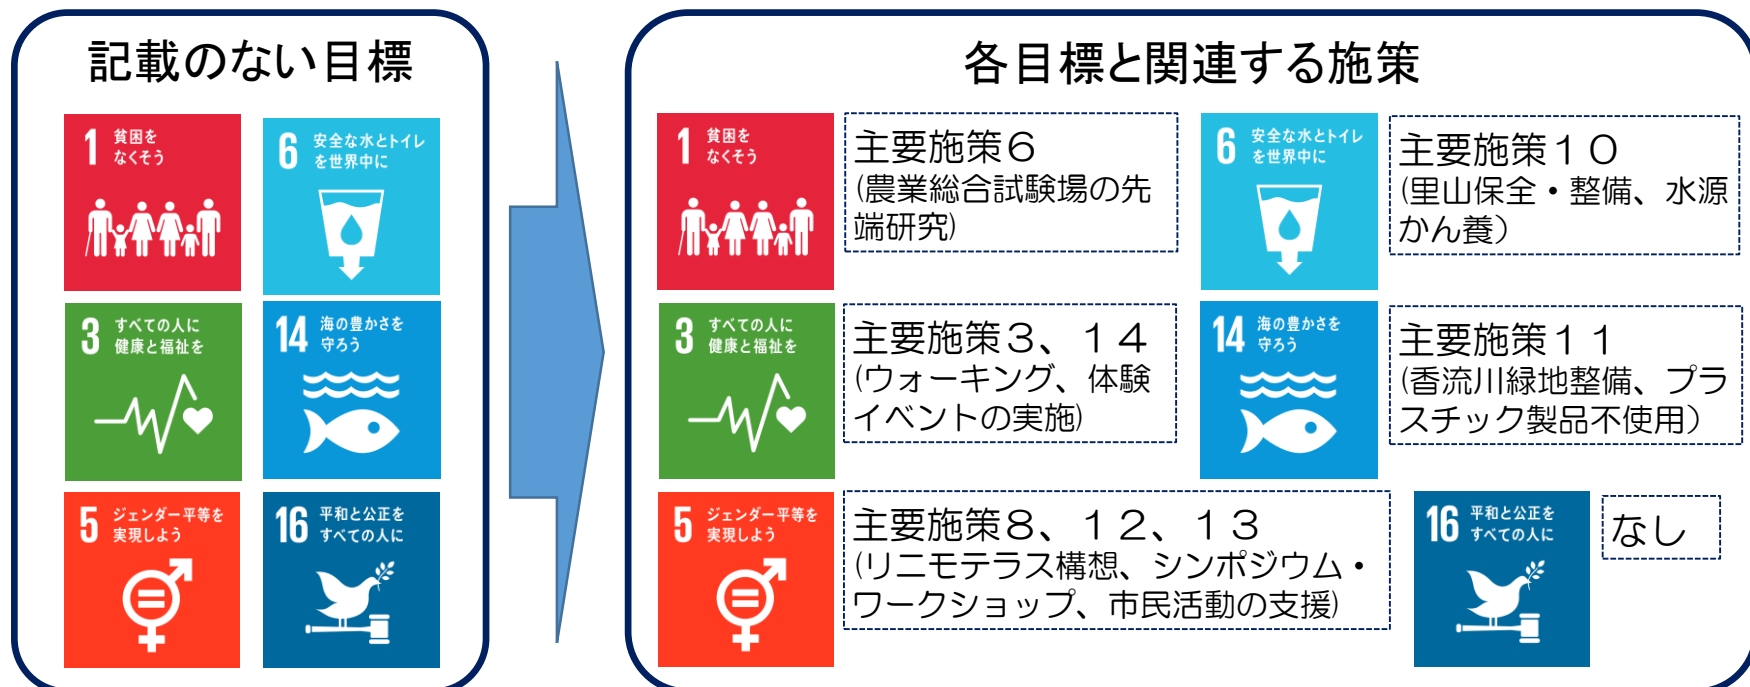 記載のない目標
1 貧困を
なくそう
6 安全な水とトイレ
を世界中に
3 すべての人に
健康と福祉を
14 海の豊かさを
守ろう
5 ジェンダー平等を
実現しよう
16 平和と公正を
すべての人に
各目標と関連する施策
1 貧困を
なくそう
主要施策6
(農業総合試験場の先
端研究)
6 安全な水とトイレ
を世界中に
主要施策10
(里山保全・整備、水源
かん養)
3 すべての人に
健康と福祉を
主要施策3、14
(ウォーキング、体験
イベントの実施)
14 海の豊かさを
守ろう
主要施策11
(香流川緑地整備、プラ
スチック製品不使用)
5 ジェンダー平等を
実現しよう
主要施策8、12、13
(リニモテラス構想、シンポジウム・
ワークショップ、市民活動の支援)
16 平和と公正を
すべての人に
なし